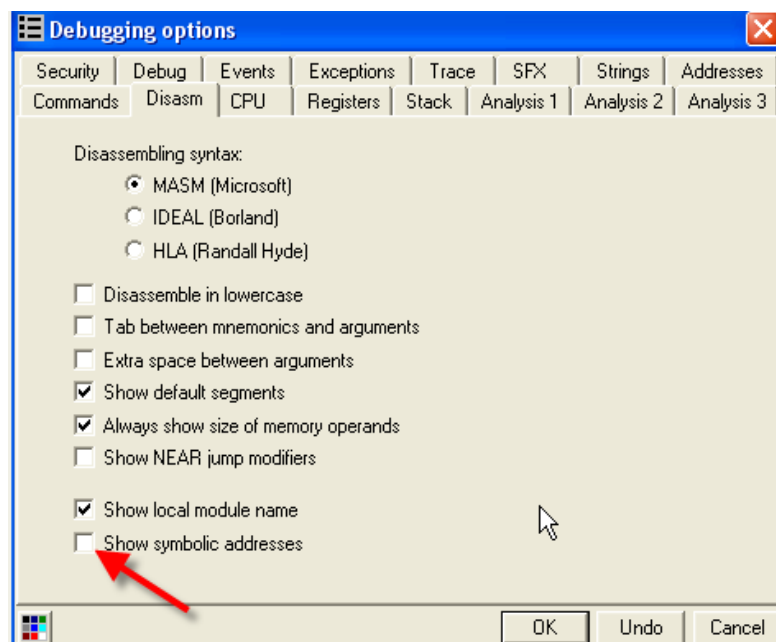 Debugging options
Security Debug Events Exceptions Trace SFX Strings Addresses
Commands Disasm CPU Registers Stack Analysis 1 Analysis 2 Analysis 3
Disassembling syntax:
MASM (Microsoft)
IDEAL (Borland)
HLA (Randall Hyde)
Disassemble in lowercase
Tab between mnemonics and arguments
Extra space between arguments
Show default segments
Always show size of memory operands
Show NEAR jump modifiers
Show local module name
Show symbolic addresses
OK Undo Cancel